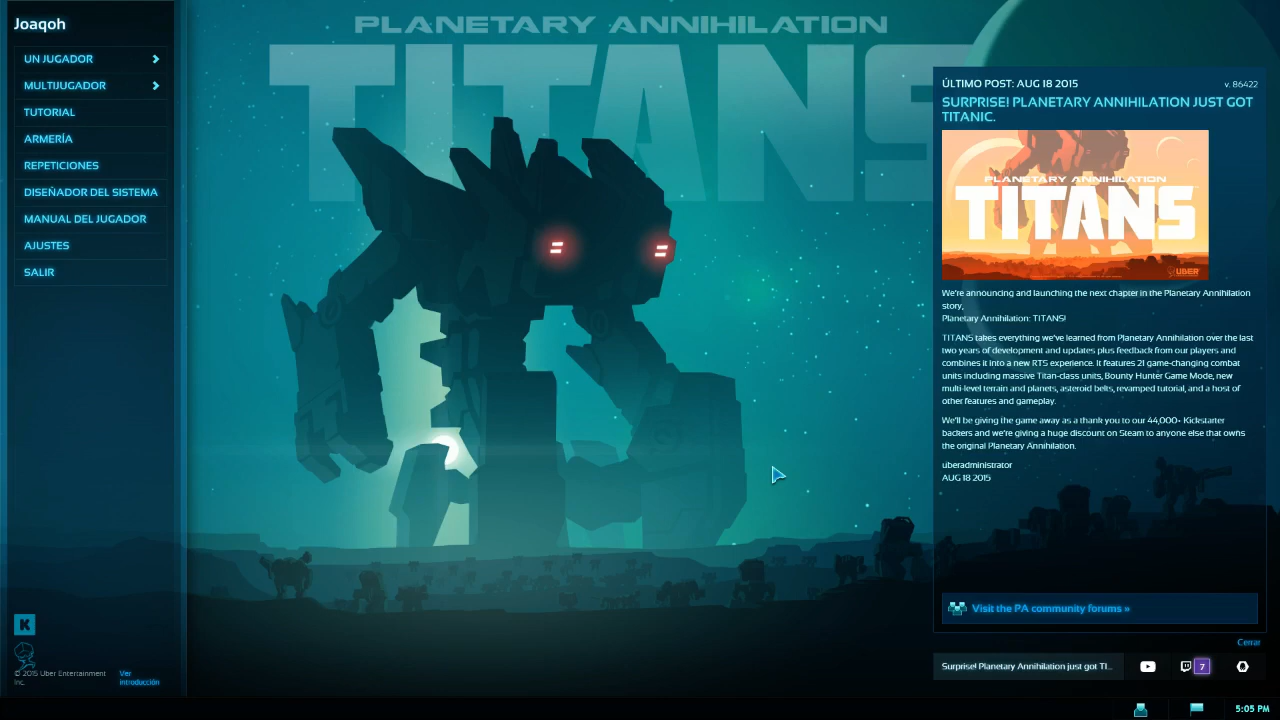 Joaqoh
UN JUGADOR
MULTIJUGADOR
TUTORIAL
ARMERÍA
REPETICIONES
DISEÑADOR DEL SISTEMA
MANUAL DEL JUGADOR
AJUSTES
SALIR
K
© 2015 Uber Entertainment
Inc.
Ver
introducción
PLANETARY ANNIHILATION
TITANS
ÚLTIMO POST: AUG 18 2015
v. 86422
SURPRISE! PLANETARY ANNIHILATION JUST GOT
TITANIC.
PLANETARY ANNIHILATION
TITANS
UBER
We're announcing and launching the next chapter in the Planetary Annihilation
story,
Planetary Annihilation: TITANS!
TITANS takes everything we've learned from Planetary Annihilation over the last
two years of development and updates plus feedback from our players and
combines it into a new RTS experience. It features 21 game-changing combat
units including massive Titan-class units, Bounty Hunter Game Mode, new
multi-level terrain and planets, asteroid belts, revamped tutorial, and a host of
other features and gameplay.
We'll be giving the game away as a thank you to our 44,000+ Kickstarter
backers and we're giving a huge discount on Steam to anyone else that owns
the original Planetary Annihilation.
uberadministrator
AUG 18 2015
Visit the PA community forums »
Cerrar
Surprise! Planetary Annihilation just got TI...
7
5:05 PM